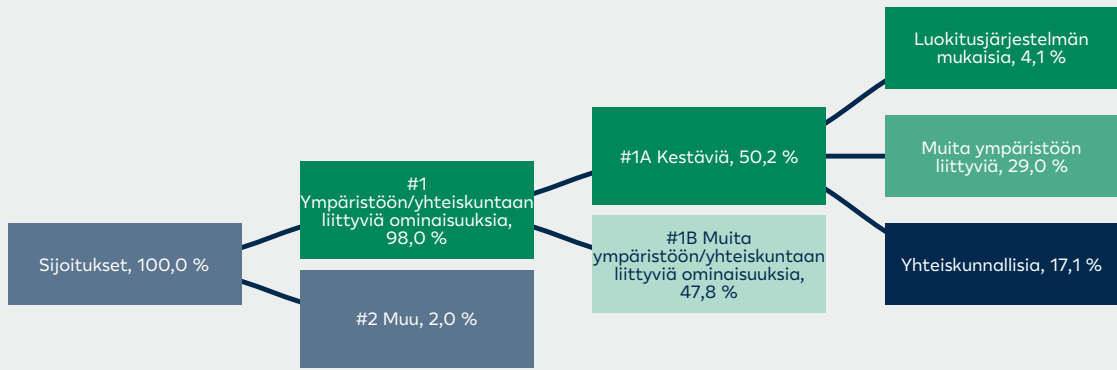 Sijoitukset, 100,0 %
#1
Ympäristöön/yhteiskuntaan
liittyviä ominaisuuksia,
98,0 %
#2 Muu, 2,0 %
#1A Kestäviä, 50,2 %
#1B Muita
ympäristöön/yhteiskuntaan
liittyviä ominaisuuksia,
47,8 %
Luokitusjärjestelmän
mukaisia, 4,1 %
Muita ympäristöön
liittyviä, 29,0 %
Yhteiskunnallisia, 17,1 %